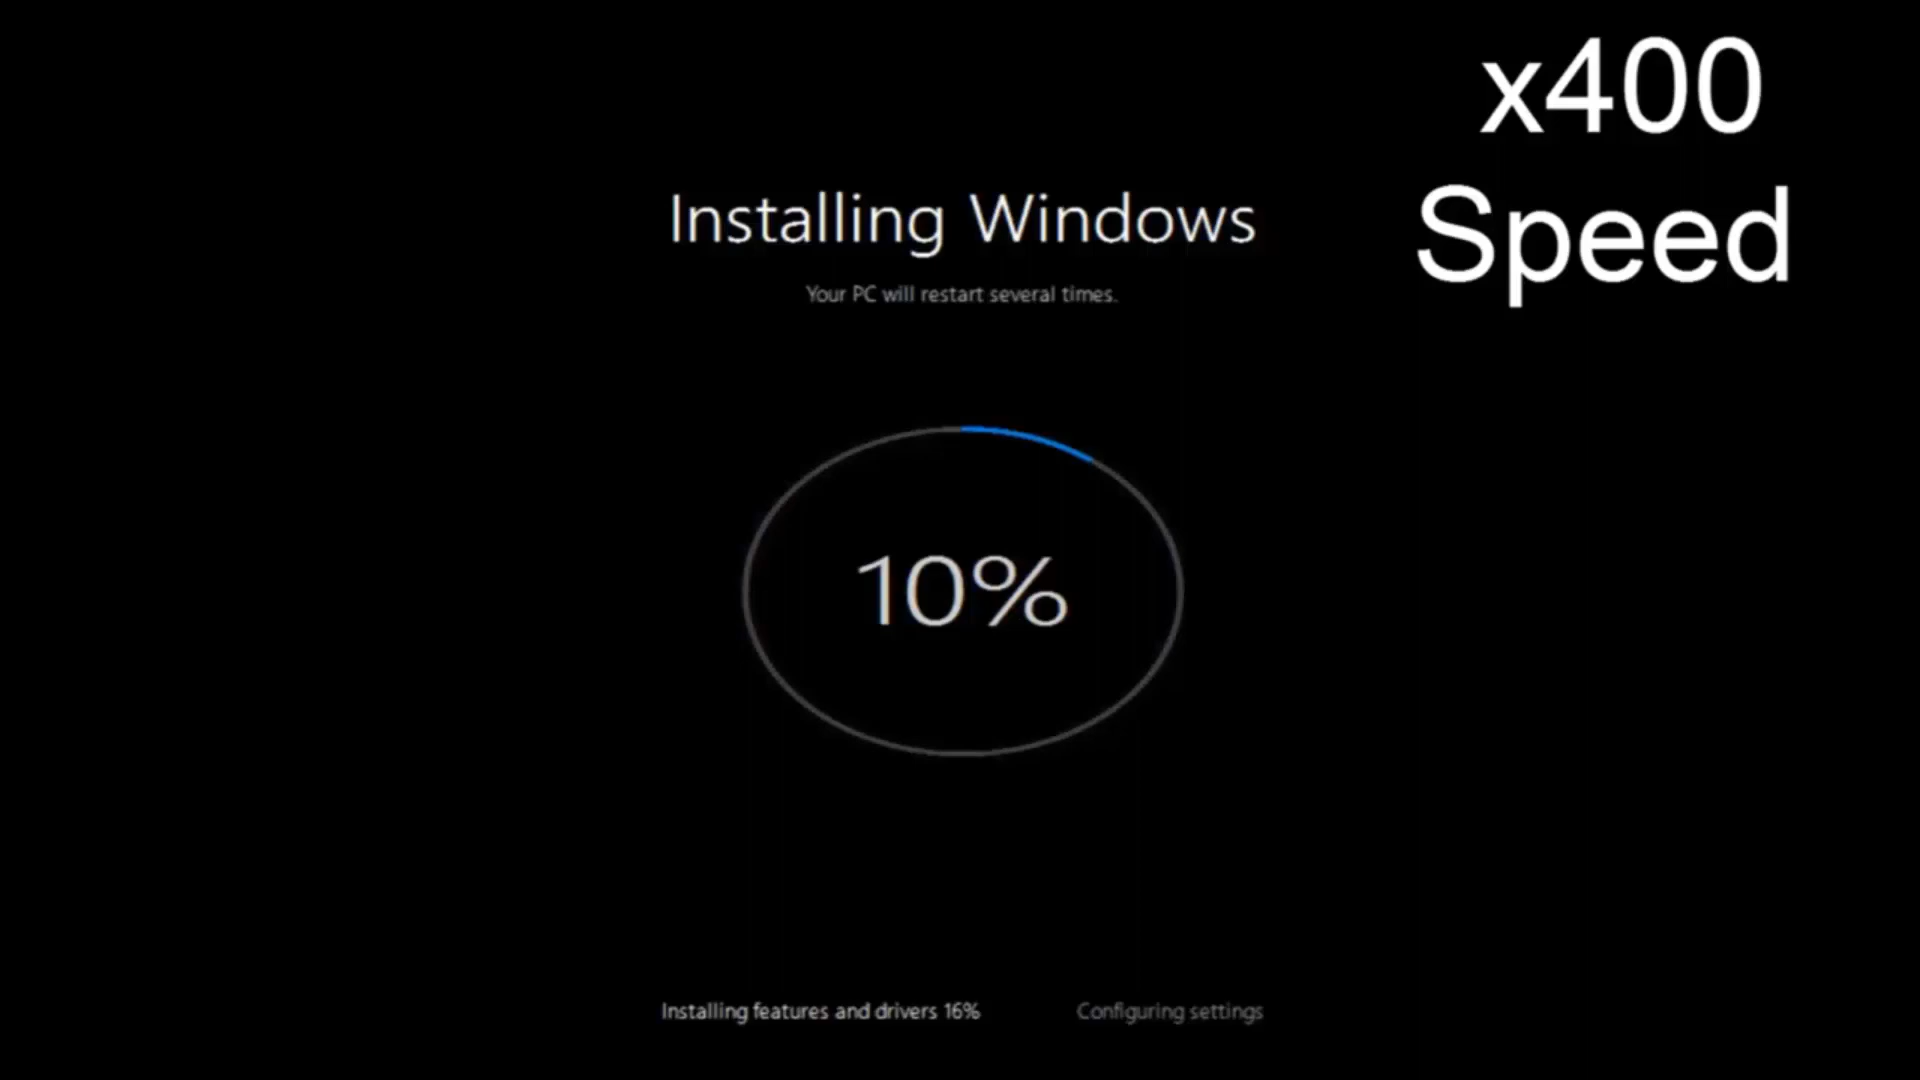 x400
Speed
Installing Windows
Your PC will restart several times.
10%
Installing features and drivers 16%
Configuring settings